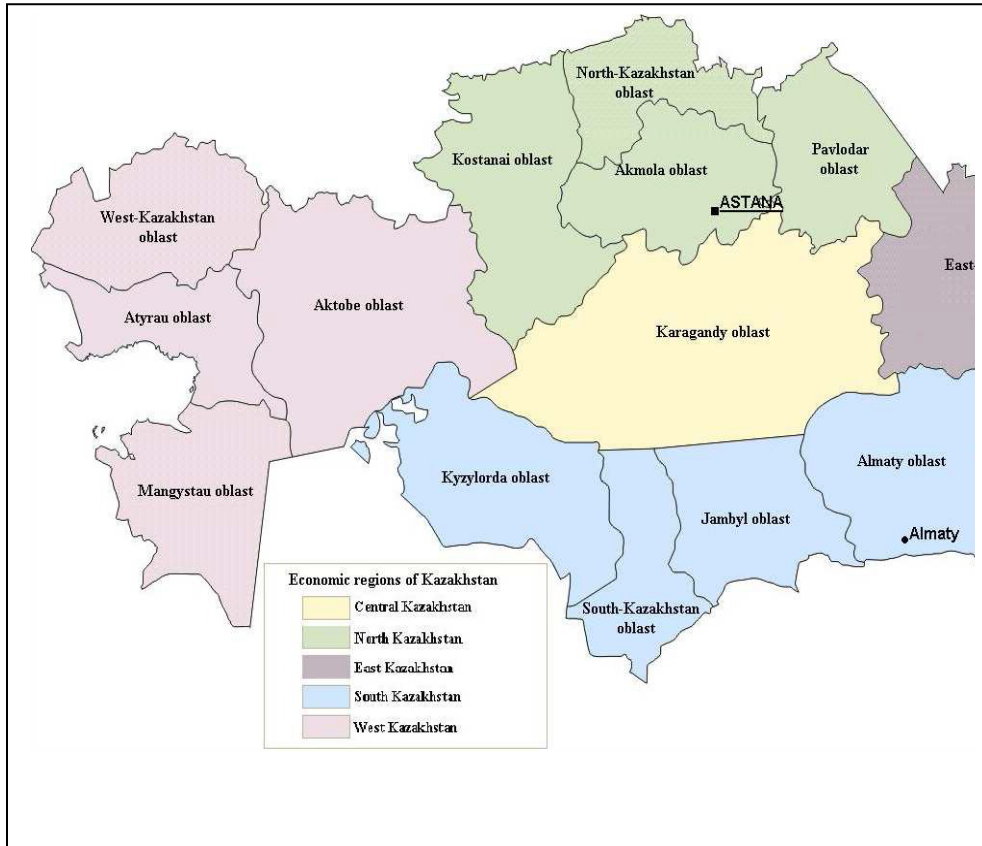 North-Kazakhstan
oblast
Kostanai oblast
Pavlodar
oblast
Akmola oblast
ASTANA
West-Kazakhstan
oblast
East-
Atyrau oblast
Aktobe oblast
Karagandy oblast
Almaty oblast
Kyzylorda oblast
Mangystau oblast
Jambyl oblast
Almaty
South-Kazakhstan
oblast
Economic regions of Kazakhstan
Central Kazakhstan
North Kazakhstan
East Kazakhstan
South Kazakhstan
West Kazakhstan